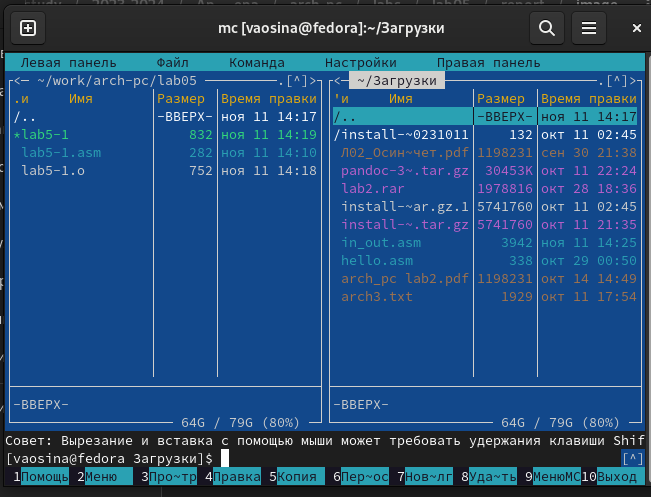 mc [vaosina@fedora]:~/Загрузки
Левая панель Файл Команда Настройки Правая панель
<— ~/work/arch-pc/lab05 .[^]> <— ~/Загрузки .[^]>
.и Имя Размер Время правки 'и Имя Размер Время правки
/.. -ВВЕРХ- ноя 11 14:17 /.. -ВВЕРХ- ноя 11 14:17
*lab5-1 832 ноя 11 14:19 /install-~0231011 132 окт 11 02:45
lab5-1.asm 282 ноя 11 14:10 Л02_Осин~чет.pdf 1198231 сен 30 21:38
lab5-1.o 752 ноя 11 14:18 pandoc-3~.tar.gz 30453K окт 11 22:24
lab2.rar 1978816 окт 28 18:36
install-~ar.gz.1 5741760 окт 11 02:45
install-~.tar.gz 5741760 окт 11 21:35
in_out.asm 3942 ноя 11 14:25
hello.asm 338 окт 29 00:50
arch_pc lab2.pdf 1198231 окт 14 14:49
arch3.txt 1929 окт 11 17:54
-ВВЕРХ- -ВВЕРХ-
64G / 79G (80%) 64G / 79G (80%)
Совет: Вырезание и вставка с помощью мыши может требовать удержания клавиши Shif
[vaosina@fedora Загрузки]$ [^]
1Помощь 2Меню 3Про~тр 4Правка 5Копия 6Пер~ос 7Нов~лг 8Уда~ть 9МенюMC 10Выход